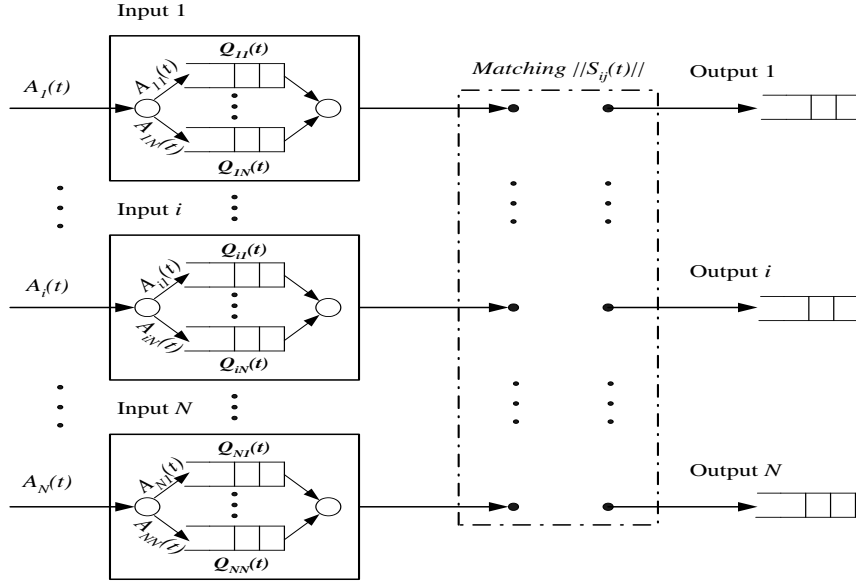 Input 1
Q11(t)
A1(t)
A11(t)
A1N(t)
Q1N(t)
Matching ||Sij(t)||
Output 1
Input i
Qi1(t)
Ai(t)
Ai1(t)
AiN(t)
QiN(t)
Output i
Input N
QN1(t)
AN(t)
AN1(t)
ANN(t)
QNN(t)
Output N